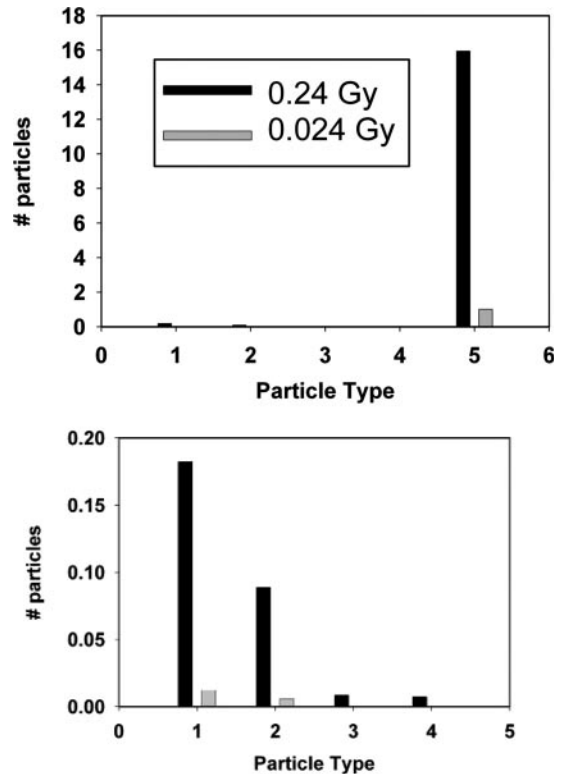 18
16
14
12
10
8
6
4
2
0
# particles
0.24 Gy
0.024 Gy
0 1 2 3 4 5 6
Particle Type
0.20
0.15
0.10
0.05
0.00
# particles
0 1 2 3 4 5
Particle Type